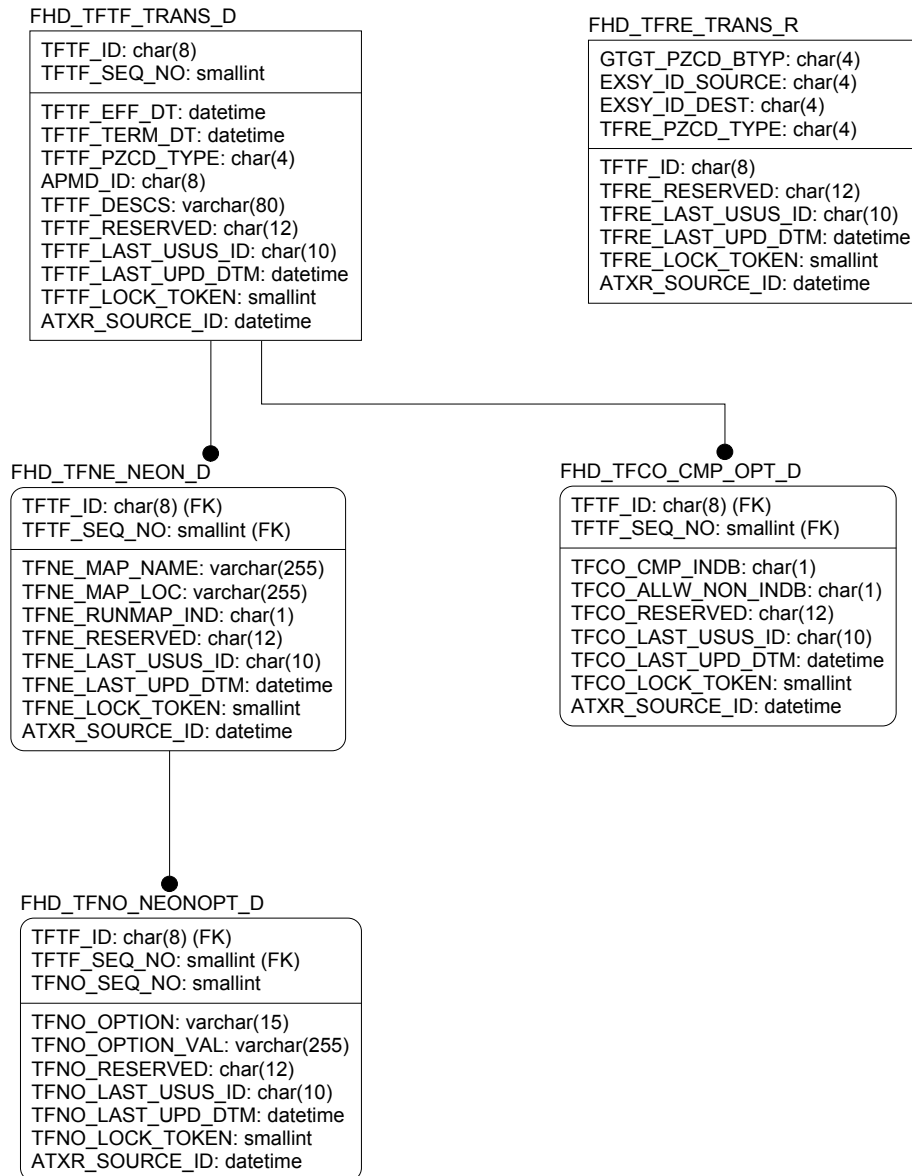 FHD_TFTF_TRANS_D
TFTF_ID: char(8)
TFTF_SEQ_NO: smallint
TFTF_EFF_DT: datetime
TFTF_TERM_DT: datetime
TFTF_PZCD_TYPE: char(4)
APMD_ID: char(8)
TFTF_DESCS: varchar(80)
TFTF_RESERVED: char(12)
TFTF_LAST_USUS_ID: char(10)
TFTF_LAST_UPD_DTM: datetime
TFTF_LOCK_TOKEN: smallint
ATXR_SOURCE_ID: datetime
FHD_TFRE_TRANS_R
GTGT_PZCD_BTYP: char(4)
EXSY_ID_SOURCE: char(4)
EXSY_ID_DEST: char(4)
TFRE_PZCD_TYPE: char(4)
TFTF_ID: char(8)
TFRE_RESERVED: char(12)
TFRE_LAST_USUS_ID: char(10)
TFRE_LAST_UPD_DTM: datetime
TFRE_LOCK_TOKEN: smallint
ATXR_SOURCE_ID: datetime
FHD_TFNE_NEON_D
TFTF_ID: char(8) (FK)
TFTF_SEQ_NO: smallint (FK)
TFNE_MAP_NAME: varchar(255)
TFNE_MAP_LOC: varchar(255)
TFNE_RUNMAP_IND: char(1)
TFNE_RESERVED: char(12)
TFNE_LAST_USUS_ID: char(10)
TFNE_LAST_UPD_DTM: datetime
TFNE_LOCK_TOKEN: smallint
ATXR_SOURCE_ID: datetime
FHD_TFCO_CMP_OPT_D
TFTF_ID: char(8) (FK)
TFTF_SEQ_NO: smallint (FK)
TFCO_CMP_INDB: char(1)
TFCO_ALLW_NON_INDB: char(1)
TFCO_RESERVED: char(12)
TFCO_LAST_USUS_ID: char(10)
TFCO_LAST_UPD_DTM: datetime
TFCO_LOCK_TOKEN: smallint
ATXR_SOURCE_ID: datetime
FHD_TFNO_NEONOPT_D
TFTF_ID: char(8) (FK)
TFTF_SEQ_NO: smallint (FK)
TFNO_SEQ_NO: smallint
TFNO_OPTION: varchar(15)
TFNO_OPTION_VAL: varchar(255)
TFNO_RESERVED: char(12)
TFNO_LAST_USUS_ID: char(10)
TFNO_LAST_UPD_DTM: datetime
TFNO_LOCK_TOKEN: smallint
ATXR_SOURCE_ID: datetime